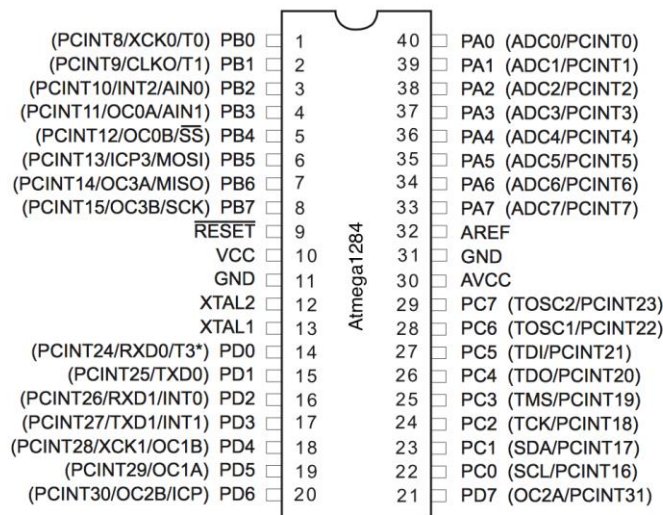 (PCINT8/XCK0/T0) PB0 1 40 PA0 (ADC0/PCINT0)
(PCINT9/CLKO/T1) PB1 2 39 PA1 (ADC1/PCINT1)
(PCINT10/INT2/AIN0) PB2 3 38 PA2 (ADC2/PCINT2)
(PCINT11/OC0A/AIN1) PB3 4 37 PA3 (ADC3/PCINT3)
(PCINT12/OC0B/SS) PB4 5 36 PA4 (ADC4/PCINT4)
(PCINT13/ICP3/MOSI) PB5 6 35 PA5 (ADC5/PCINT5)
(PCINT14/OC3A/MISO) PB6 7 34 PA6 (ADC6/PCINT6)
(PCINT15/OC3B/SCK) PB7 8 33 PA7 (ADC7/PCINT7)
RESET 9 32 AREF
VCC 10 31 GND
GND 11 30 AVCC
XTAL2 12 29 PC7 (TOSC2/PCINT23)
XTAL1 13 28 PC6 (TOSC1/PCINT22)
(PCINT24/RXD0/T3*) PD0 14 27 PC5 (TDI/PCINT21)
(PCINT25/TXD0) PD1 15 26 PC4 (TDO/PCINT20)
(PCINT26/RXD1/INT0) PD2 16 25 PC3 (TMS/PCINT19)
(PCINT27/TXD1/INT1) PD3 17 24 PC2 (TCK/PCINT18)
(PCINT28/XCK1/OC1B) PD4 18 23 PC1 (SDA/PCINT17)
(PCINT29/OC1A) PD5 19 22 PC0 (SCL/PCINT16)
(PCINT30/OC2B/ICP) PD6 20 21 PD7 (OC2A/PCINT31)
Atmega1284